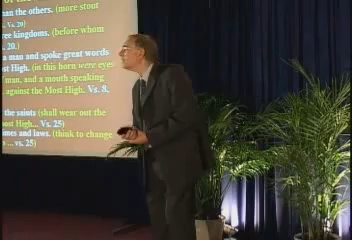 an the others. (more stout
... Vs. 20)
ree kingdoms. (before whom
. 20.)
a man and spoke great words
ost High. (in this horn were eyes
man, and a mouth speaking
against the Most High. Vs. 8,
the saints (shall wear out the
ost High... Vs. 25)
mes and laws. (think to change
... vs. 25)